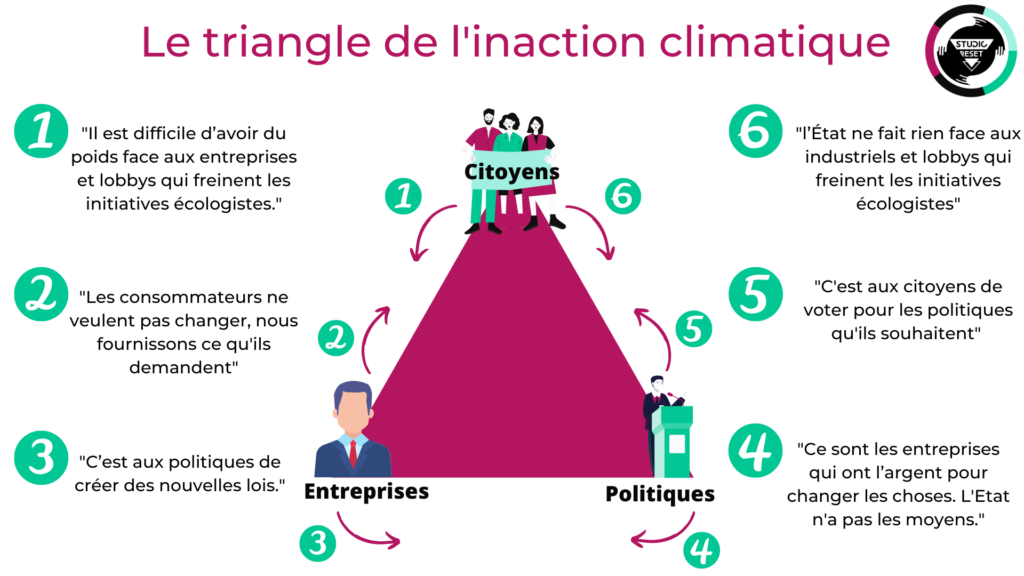 Le triangle de l'inaction climatique
STUDIO
RESET
1
"Il est difficile d’avoir du
poids face aux entreprises
et lobbys qui freinent les
initiatives écologistes."
2
"Les consommateurs ne
veulent pas changer, nous
fournissons ce qu'ils
demandent"
3
"C’est aux politiques de
créer des nouvelles lois."
Citoyens
1
6
2
5
Entreprises
Politiques
3
4
6
"l’État ne fait rien face aux
industriels et lobbys qui
freinent les initiatives
écologistes"
5
"C'est aux citoyens de
voter pour les politiques
qu'ils souhaitent"
4
"Ce sont les entreprises
qui ont l’argent pour
changer les choses. L'Etat
n'a pas les moyens."